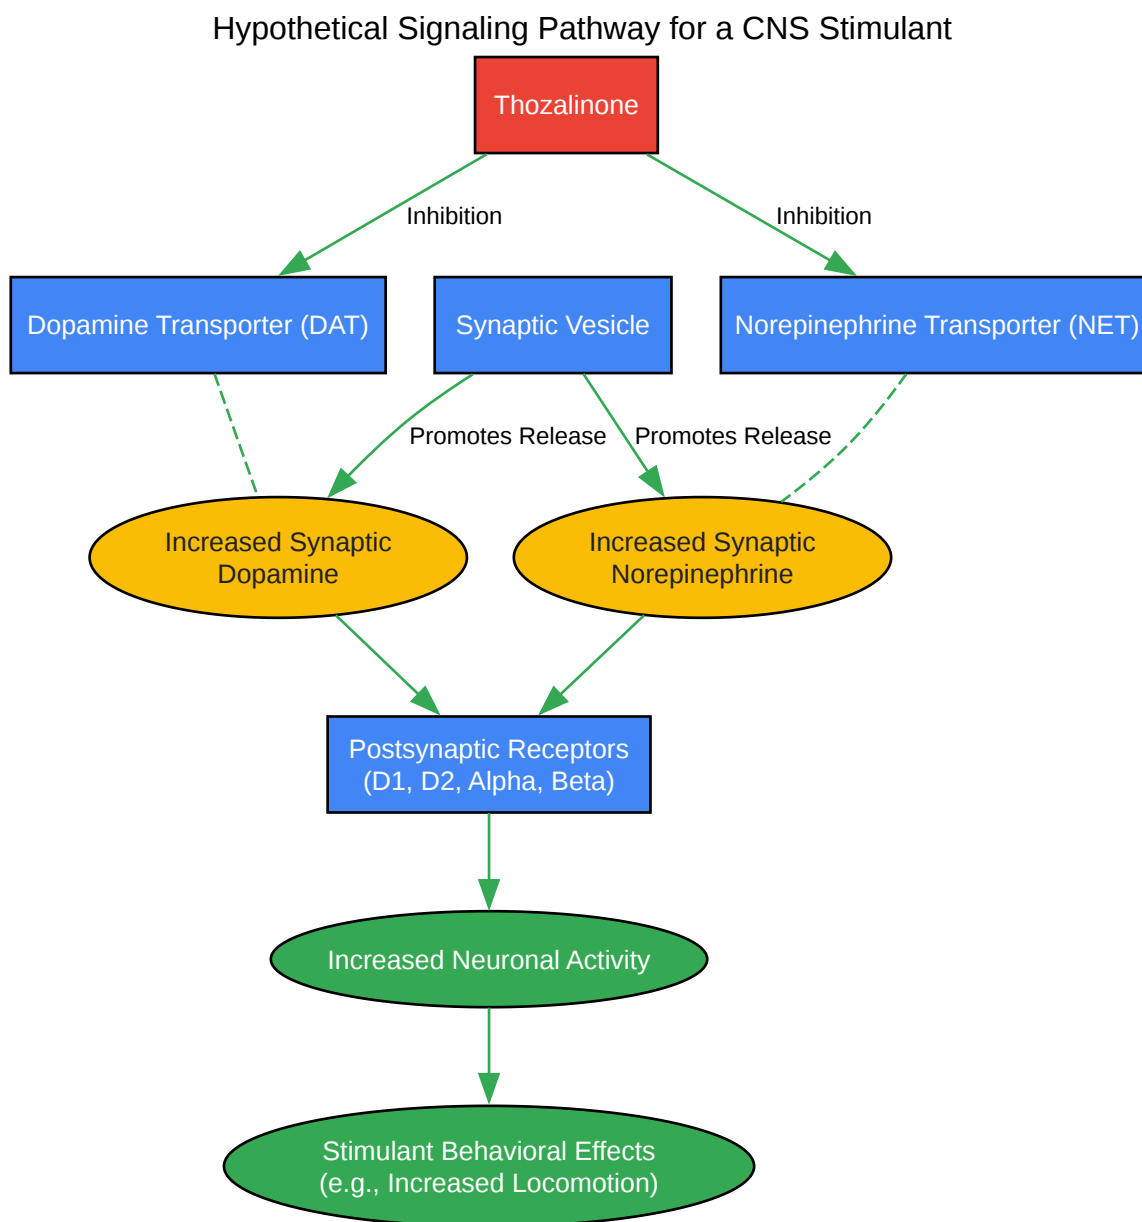 Hypothetical Signaling Pathway for a CNS Stimulant
Thozalinone
Inhibition
Inhibition
Dopamine Transporter (DAT)
Synaptic Vesicle
Norepinephrine Transporter (NET)
Promotes Release
Promotes Release
Increased Synaptic
Dopamine
Increased Synaptic
Norepinephrine
Postsynaptic Receptors
(D1, D2, Alpha, Beta)
Increased Neuronal Activity
Stimulant Behavioral Effects
(e.g., Increased Locomotion)